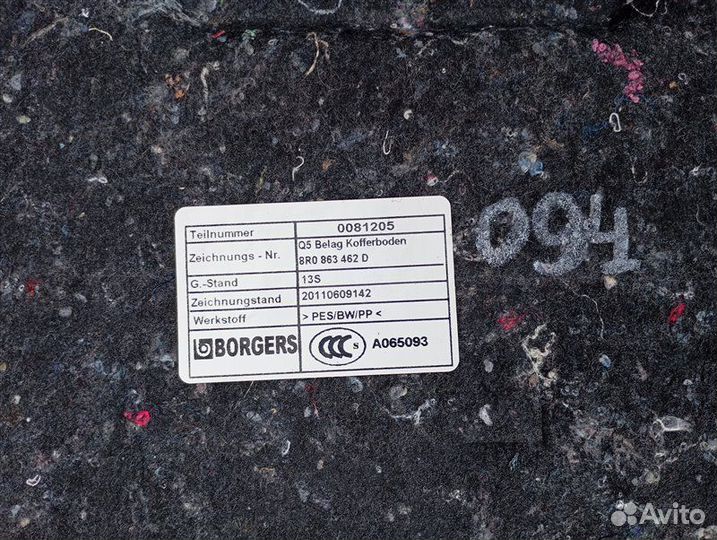 Teilnummer 0081205
Zeichnungs - Nr. Q5 Belag Kofferboden
8R0 863 462 D
G.-Stand 13S
Zeichnungstand 20110609142
Werkstoff > PES/BW/PP <
BORGERS CCC S A065093
094
Avito